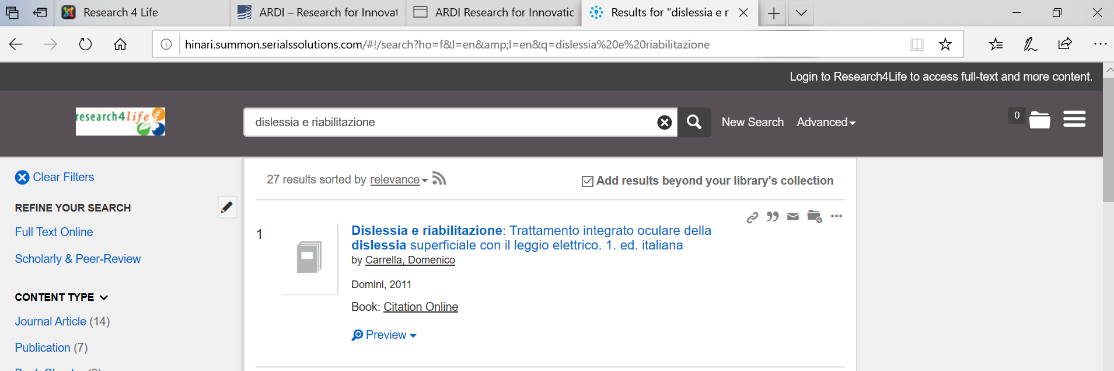 Research 4 Life
ARDI – Research for Innovat
ARDI Research for Innovatic
Results for "dislessia e r
hinari.summon.serialssolutions.com/#!/search?ho=f&l=en&amp;l=en&q=dislessia%20e%20riabilitazione
Login to Research4Life to access full-text and more content.
research4life
dislessia e riabilitazione
New Search
Advanced
0
Clear Filters
27 results sorted by relevance
Add results beyond your library's collection
REFINE YOUR SEARCH
Full Text Online
Scholarly & Peer-Review
CONTENT TYPE
Journal Article (14)
Publication (7)
1
Dislessia e riabilitazione: Trattamento integrato oculare della
dislessia superficiale con il leggio elettrico. 1. ed. italiana
by Carrella, Domenico
Domini, 2011
Book: Citation Online
Preview